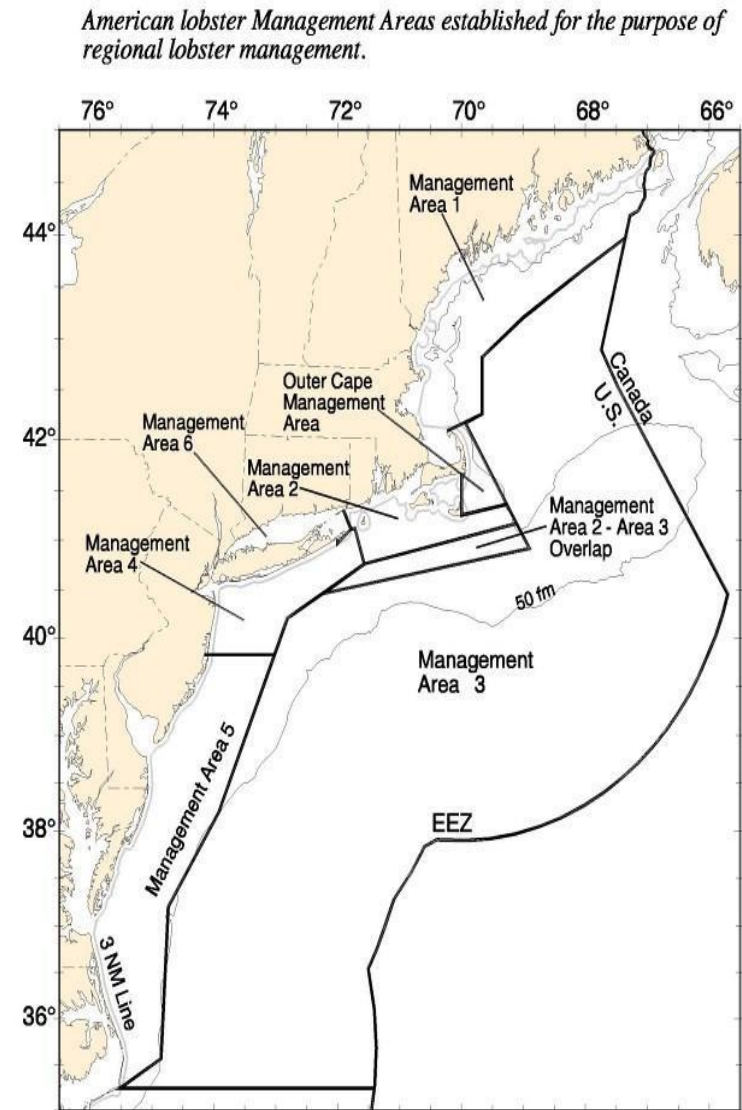 American lobster Management Areas established for the purpose of
regional lobster management.
76° 74° 72° 70° 68° 66°
44°
42°
40°
38°
36°
Management
Area 1
Outer Cape
Management
Area
Management
Area 6
Management
Area 2
Management
Area 4
Canada
U.S.
Management
Area 2 - Area 3
Overlap
50 fm
Management
Area 3
Management Area 5
EEZ
3 NM Line